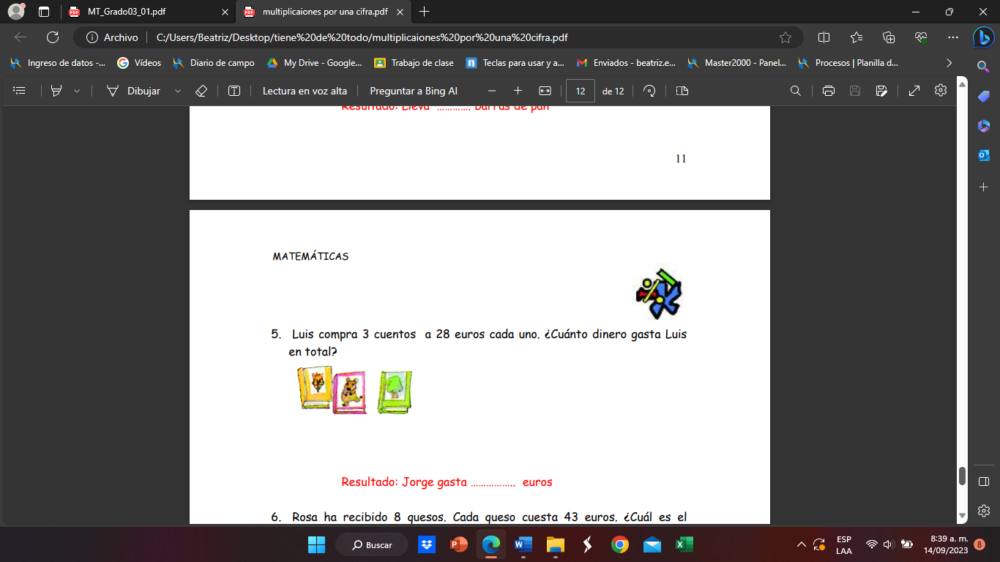 MT_Grado03_01.pdf
multiplicaiones por una cifra.pdf
Archivo
C:/Users/Beatriz/Desktop/tiene%20de%20todo/multiplicaiones%20por%20una%20cifra.pdf
Ingreso de datos -...
Vídeos
Diario de campo
My Drive - Google...
Trabajo de clase
Teclas para usar y a...
Enviados - beatriz.e...
Master2000 - Panel...
Procesos | Planilla d...
Dibujar
Lectura en voz alta
Preguntar a Bing AI
12
de 12
Resultado: Lleva …………. barras de pan
11
MATEMÁTICAS
5. Luis compra 3 cuentos a 28 euros cada uno. ¿Cuánto dinero gasta Luis
en total?
Resultado: Jorge gasta …………….. euros
6. Rosa ha recibido 8 quesos. Cada queso cuesta 43 euros. ¿Cuál es el
Buscar
ESP
LAA
8:39 a. m.
14/09/2023
8